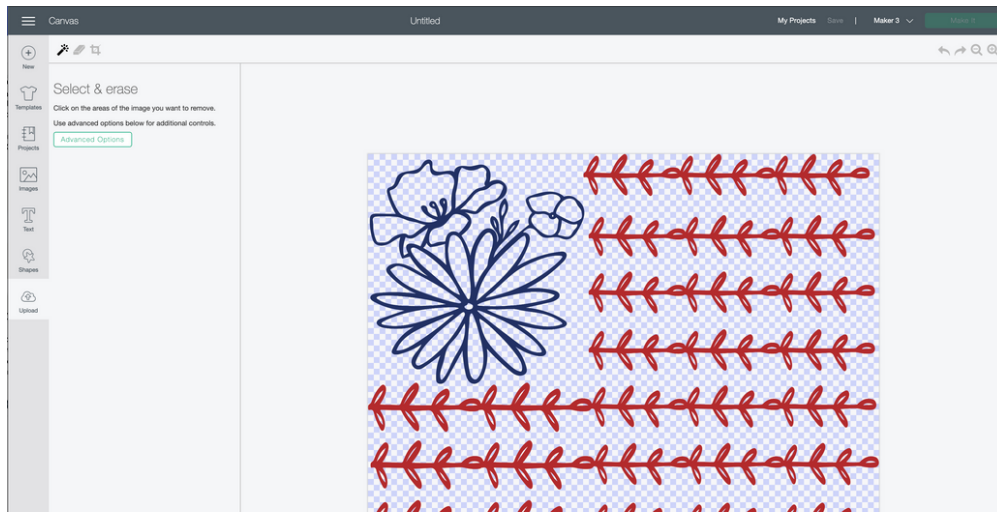 Canvas
Untitled
My Projects Save | Maker 3 Make It
New
Templates
Projects
Images
Text
Shapes
Upload
Select & erase
Click on the areas of the image you want to remove.
Use advanced options below for additional controls.
Advanced Options